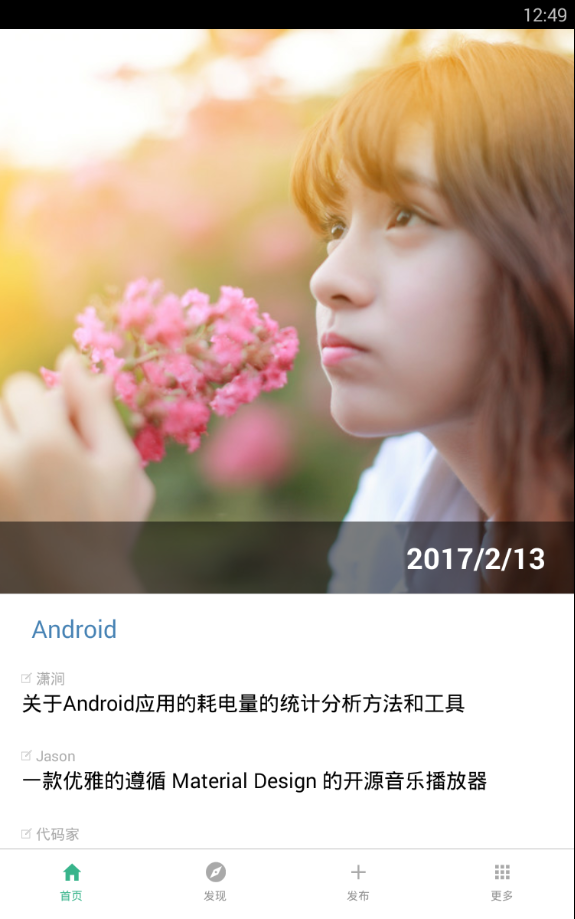 12:49
2017/2/13
Android
潇涧
关于Android应用的耗电量的统计分析方法和工具
Jason
一款优雅的遵循 Material Design 的开源音乐播放器
代码家
首页
发现
发布
更多